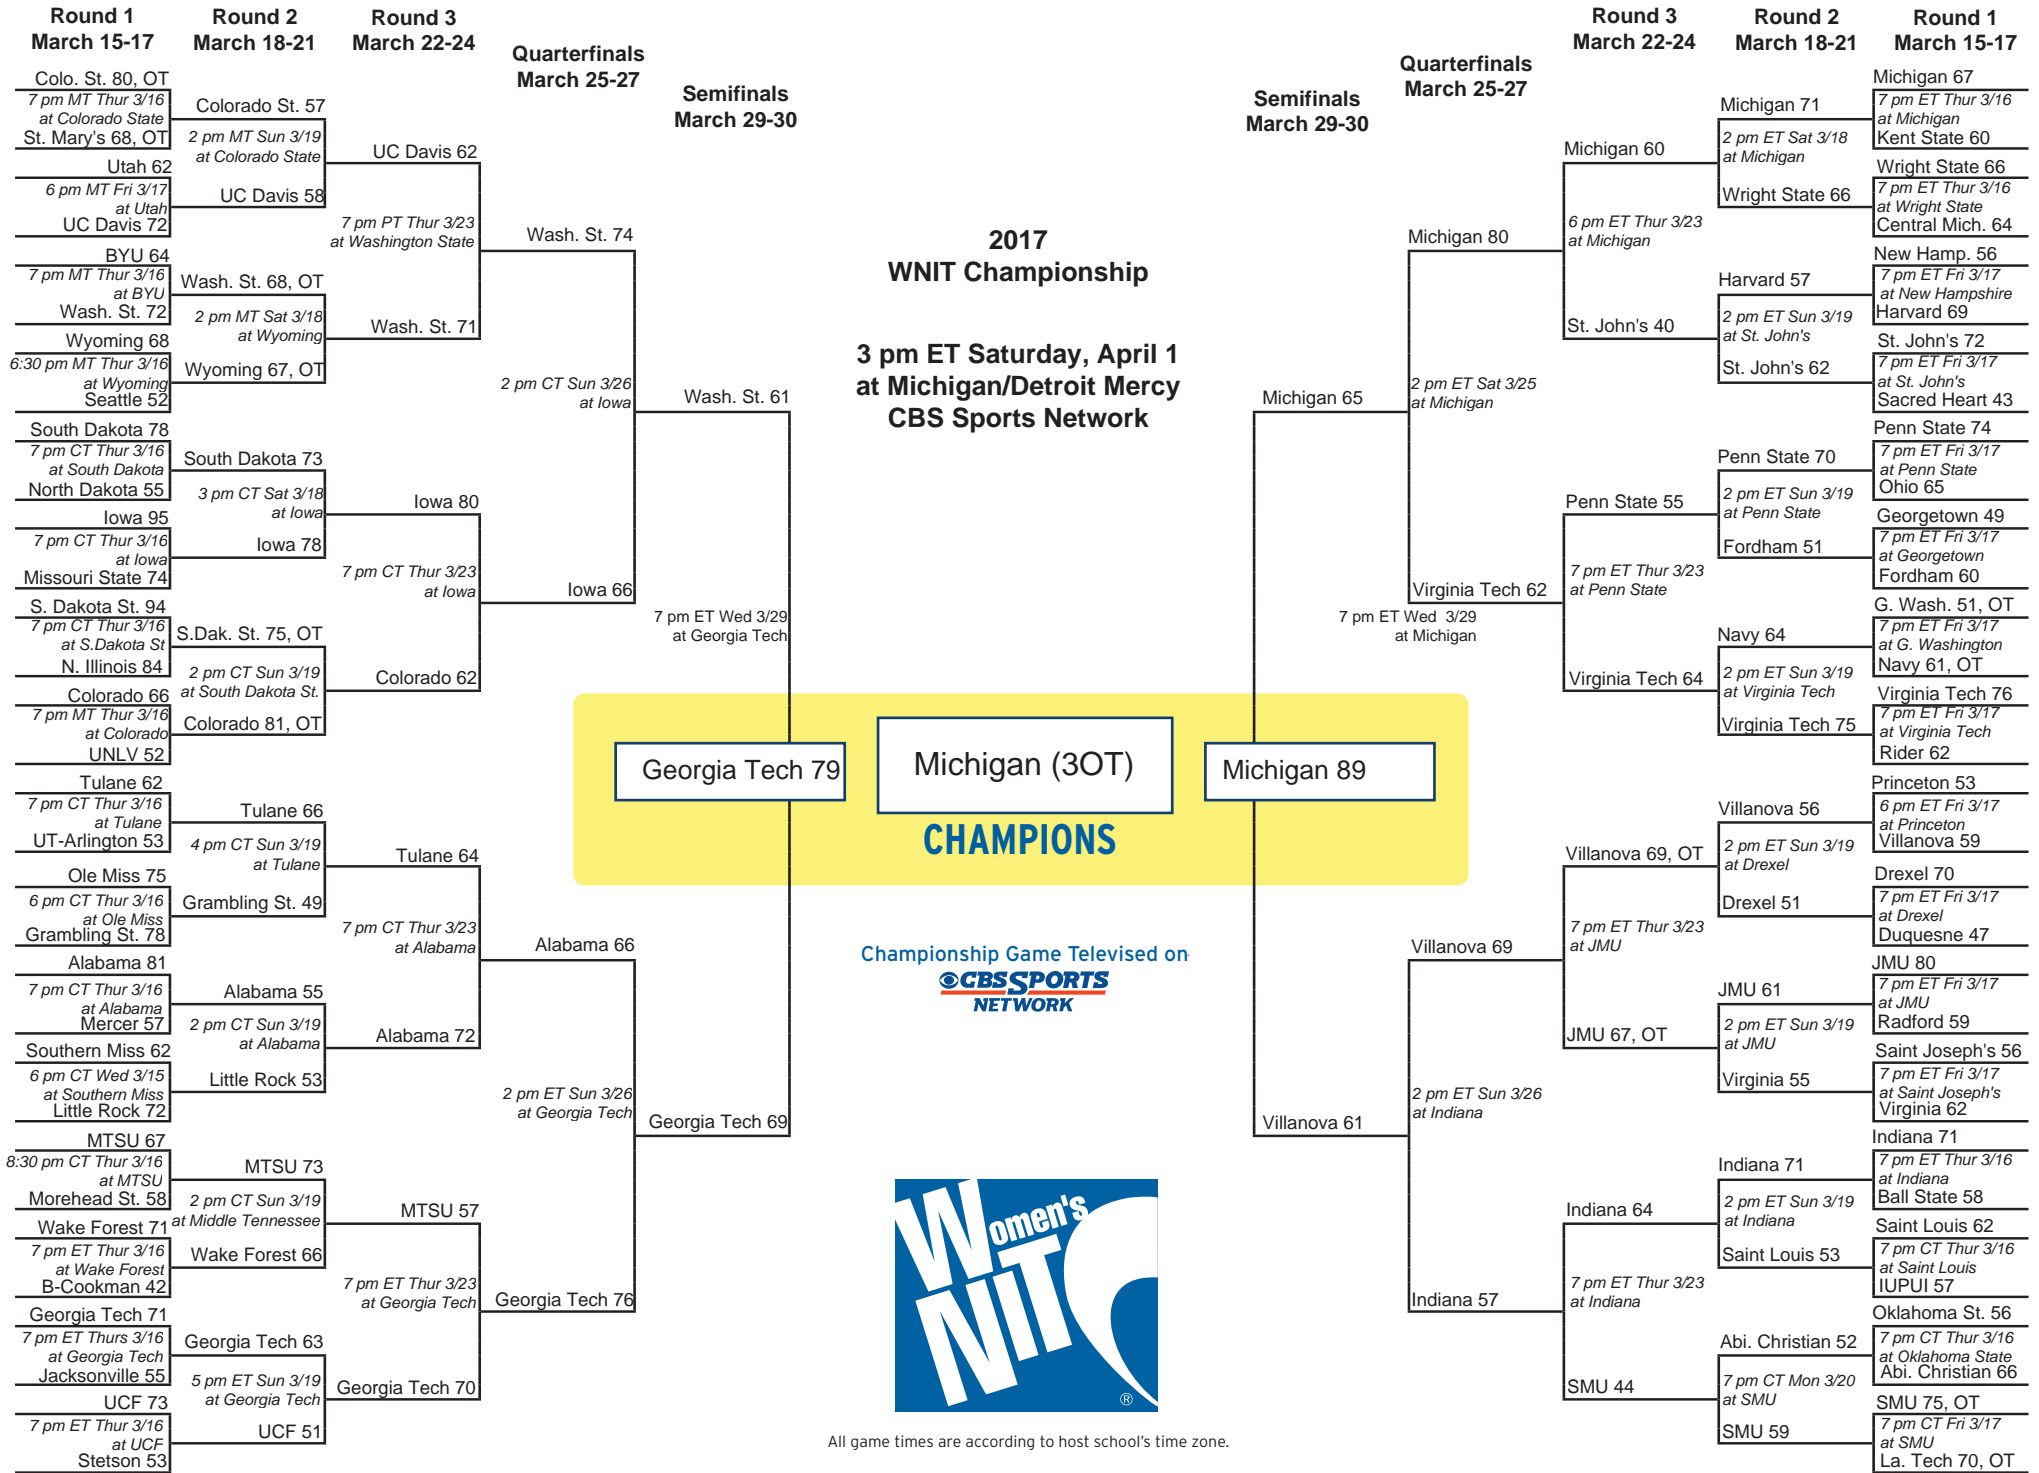 Round 1
March 15-17
Round 2
March 18-21
Round 3
March 22-24
Quarterfinals
March 25-27
Semifinals
March 29-30
Semifinals
March 29-30
Quarterfinals
March 25-27
Round 3
March 22-24
Round 2
March 18-21
Round 1
March 15-17
Colo. St. 80, OT
7 pm MT Thur 3/16
at Colorado State
St. Mary's 68, OT
Utah 62
6 pm MT Fri 3/17
at Utah
UC Davis 72
BYU 64
7 pm MT Thur 3/16
at BYU
Wash. St. 72
Wyoming 68
6:30 pm MT Thur 3/16
at Wyoming
Seattle 52
South Dakota 78
7 pm CT Thur 3/16
at South Dakota
North Dakota 55
Iowa 95
7 pm CT Thur 3/16
at Iowa
Missouri State 74
S. Dakota St. 94
7 pm CT Thur 3/16
at S.Dakota St
N. Illinois 84
Colorado 66
7 pm MT Thur 3/16
at Colorado
UNLV 52
Tulane 62
7 pm CT Thur 3/16
at Tulane
UT-Arlington 53
Ole Miss 75
6 pm CT Thur 3/16
at Ole Miss
Grambling St. 78
Alabama 81
7 pm CT Thur 3/16
at Alabama
Mercer 57
Southern Miss 62
6 pm CT Wed 3/15
at Southern Miss
Little Rock 72
MTSU 67
8:30 pm CT Thur 3/16
at MTSU
Morehead St. 58
Wake Forest 71
7 pm ET Thur 3/16
at Wake Forest
B-Cookman 42
Georgia Tech 71
7 pm ET Thurs 3/16
at Georgia Tech
Jacksonville 55
UCF 73
7 pm ET Thur 3/16
at UCF
Stetson 53
Colorado St. 57
2 pm MT Sun 3/19
at Colorado State
UC Davis 58
Wash. St. 68, OT
2 pm MT Sat 3/18
at Wyoming
Wyoming 67, OT
South Dakota 73
3 pm CT Sat 3/18
at Iowa
Iowa 78
S.Dak. St. 75, OT
2 pm CT Sun 3/19
at South Dakota St.
Colorado 81, OT
Tulane 66
4 pm CT Sun 3/19
at Tulane
Grambling St. 49
Alabama 55
2 pm CT Sun 3/19
at Alabama
Little Rock 53
MTSU 73
2 pm CT Sun 3/19
at Middle Tennessee
Wake Forest 66
Georgia Tech 63
5 pm ET Sun 3/19
at Georgia Tech
UCF 51
UC Davis 62
7 pm PT Thur 3/23
at Washington State
Wash. St. 71
Iowa 80
7 pm CT Thur 3/23
at Iowa
Colorado 62
Tulane 64
7 pm CT Thur 3/23
at Alabama
Alabama 72
MTSU 57
7 pm ET Thur 3/23
at Georgia Tech
Georgia Tech 70
Wash. St. 74
2 pm CT Sun 3/26
at Iowa
Iowa 66
Alabama 66
2 pm ET Sun 3/26
at Georgia Tech
Georgia Tech 76
Wash. St. 61
7 pm ET Wed 3/29
at Georgia Tech
Georgia Tech 69
2017
WNIT Championship
3 pm ET Saturday, April 1
at Michigan/Detroit Mercy
CBS Sports Network
Georgia Tech 79
Michigan (3OT)
Michigan 89
CHAMPIONS
Championship Game Televised on
CBS SPORTS
NETWORK
Women's
NIT
®
All game times are according to host school's time zone.
Michigan 65
7 pm ET Wed 3/29
at Michigan
Villanova 61
Michigan 80
2 pm ET Sat 3/25
at Michigan
Virginia Tech 62
Villanova 69
2 pm ET Sun 3/26
at Indiana
Indiana 57
Michigan 60
6 pm ET Thur 3/23
at Michigan
St. John's 40
Penn State 55
7 pm ET Thur 3/23
at Penn State
Virginia Tech 64
Villanova 69, OT
7 pm ET Thur 3/23
at JMU
JMU 67, OT
Indiana 64
7 pm ET Thur 3/23
at Indiana
SMU 44
Michigan 71
2 pm ET Sat 3/18
at Michigan
Wright State 66
Harvard 57
2 pm ET Sun 3/19
at St. John's
St. John's 62
Penn State 70
2 pm ET Sun 3/19
at Penn State
Fordham 51
Navy 64
2 pm ET Sun 3/19
at Virginia Tech
Virginia Tech 75
Villanova 56
2 pm ET Sun 3/19
at Drexel
Drexel 51
JMU 61
2 pm ET Sun 3/19
at JMU
Virginia 55
Indiana 71
2 pm ET Sun 3/19
at Indiana
Saint Louis 53
Abi. Christian 52
7 pm CT Mon 3/20
at SMU
SMU 59
Michigan 67
7 pm ET Thur 3/16
at Michigan
Kent State 60
Wright State 66
7 pm ET Thur 3/16
at Wright State
Central Mich. 64
New Hamp. 56
7 pm ET Fri 3/17
at New Hampshire
Harvard 69
St. John's 72
7 pm ET Fri 3/17
at St. John's
Sacred Heart 43
Penn State 74
7 pm ET Fri 3/17
at Penn State
Ohio 65
Georgetown 49
7 pm ET Fri 3/17
at Georgetown
Fordham 60
G. Wash. 51, OT
7 pm ET Fri 3/17
at G. Washington
Navy 61, OT
Virginia Tech 76
7 pm ET Fri 3/17
at Virginia Tech
Rider 62
Princeton 53
6 pm ET Fri 3/17
at Princeton
Villanova 59
Drexel 70
7 pm ET Fri 3/17
at Drexel
Duquesne 47
JMU 80
7 pm ET Fri 3/17
at JMU
Radford 59
Saint Joseph's 56
7 pm ET Fri 3/17
at Saint Joseph's
Virginia 62
Indiana 71
7 pm ET Thur 3/16
at Indiana
Ball State 58
Saint Louis 62
7 pm CT Thur 3/16
at Saint Louis
IUPUI 57
Oklahoma St. 56
7 pm CT Thur 3/16
at Oklahoma State
Abi. Christian 66
SMU 75, OT
7 pm CT Fri 3/17
at SMU
La. Tech 70, OT